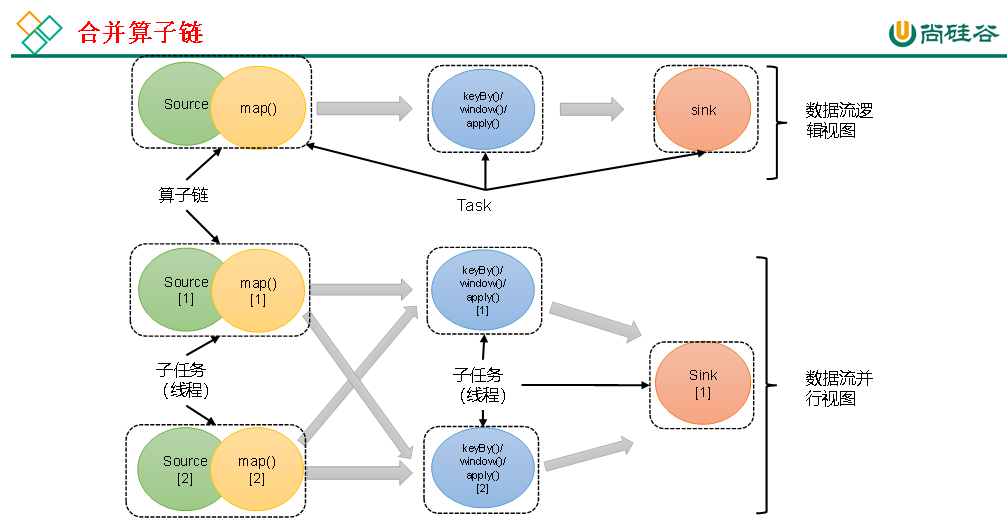 合并算子链
尚硅谷
Source
map()
keyBy()/
window()/
apply()
sink
数据流逻
辑视图
算子链
Task
Source
[1]
map()
[1]
keyBy()/
window()/
apply()
[1]
子任务
（线程）
子任务
（线程）
Sink
[1]
数据流并
行视图
Source
[2]
map()
[2]
keyBy()/
window()/
apply()
[2]